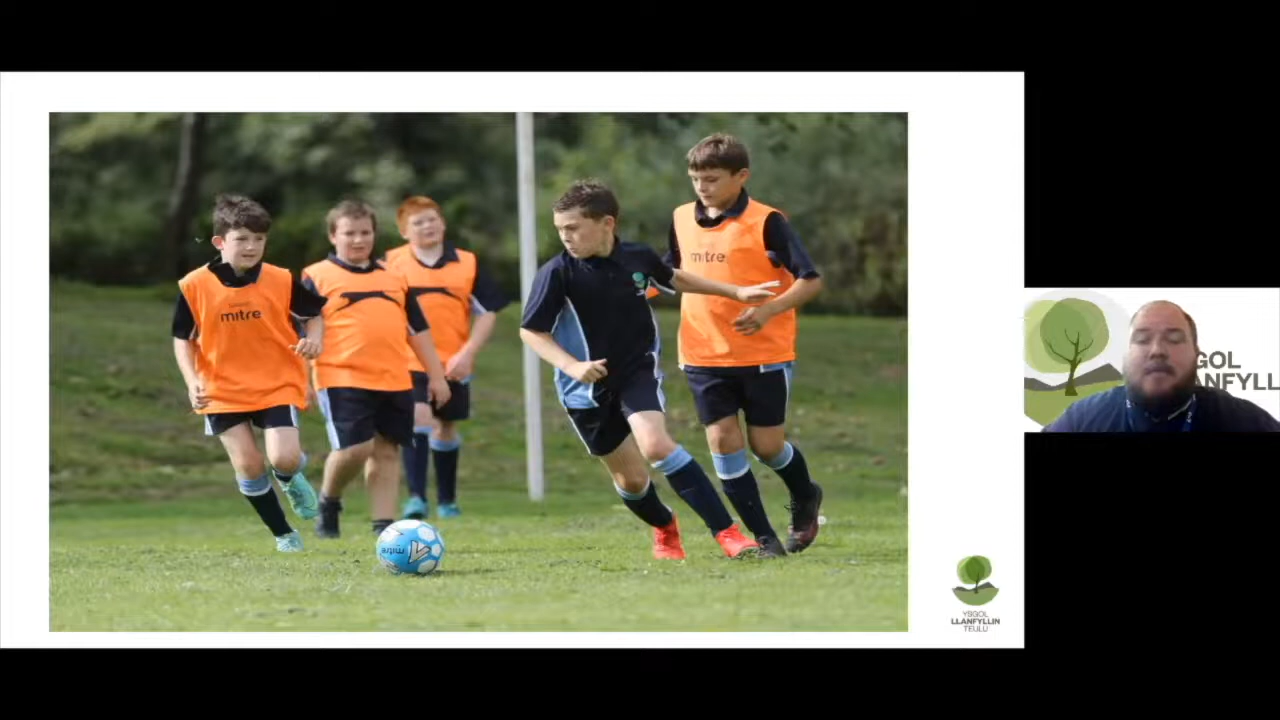 mitre
mitre
mitre
YSGOL
LLANFYLLIN
TEULU
GOL
ANFYLL